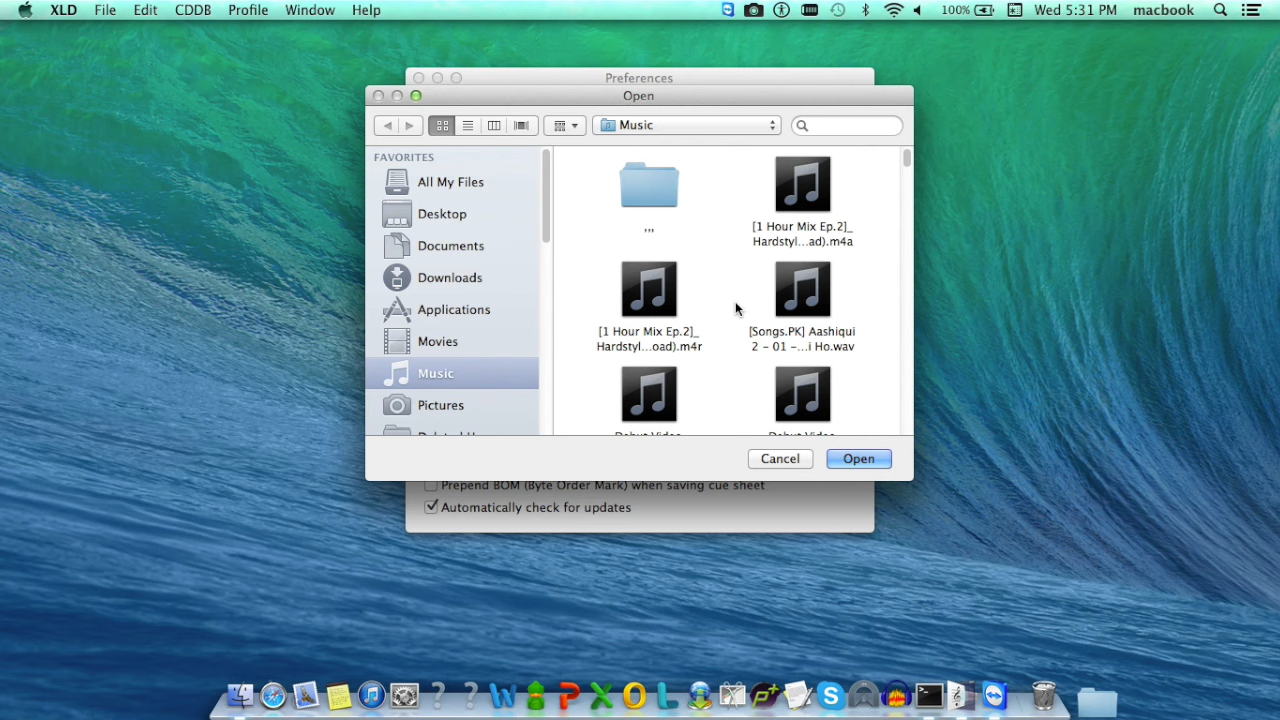 XLD File Edit CDDB Profile Window Help 100% Wed 5:31 PM macbook
Preferences
Open
Music
FAVORITES
All My Files
Desktop
Documents
Downloads
Applications
Movies
Music
Pictures
,,,
[1 Hour Mix Ep.2]_
Hardstyl...ad).m4a
[1 Hour Mix Ep.2]_
Hardstyl...oad).m4r
[Songs.PK] Aashiqui
2 - 01 -...i Ho.wav
Cancel Open
Prepend BOM (Byte Order Mark) when saving cue sheet
Automatically check for updates